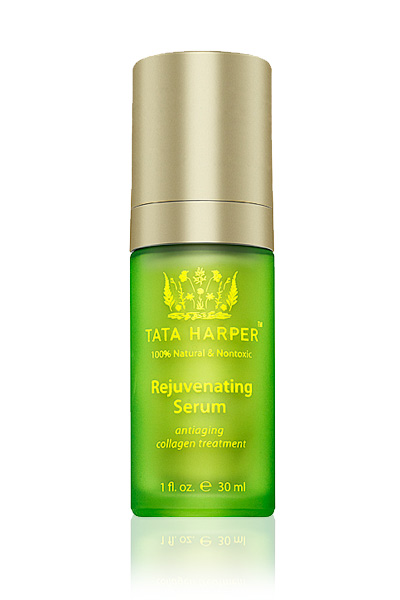 TATA HARPER™
100% Natural & Nontoxic
Rejuvenating
Serum
antiaging
collagen treatment
1 fl. oz. ℮ 30 ml